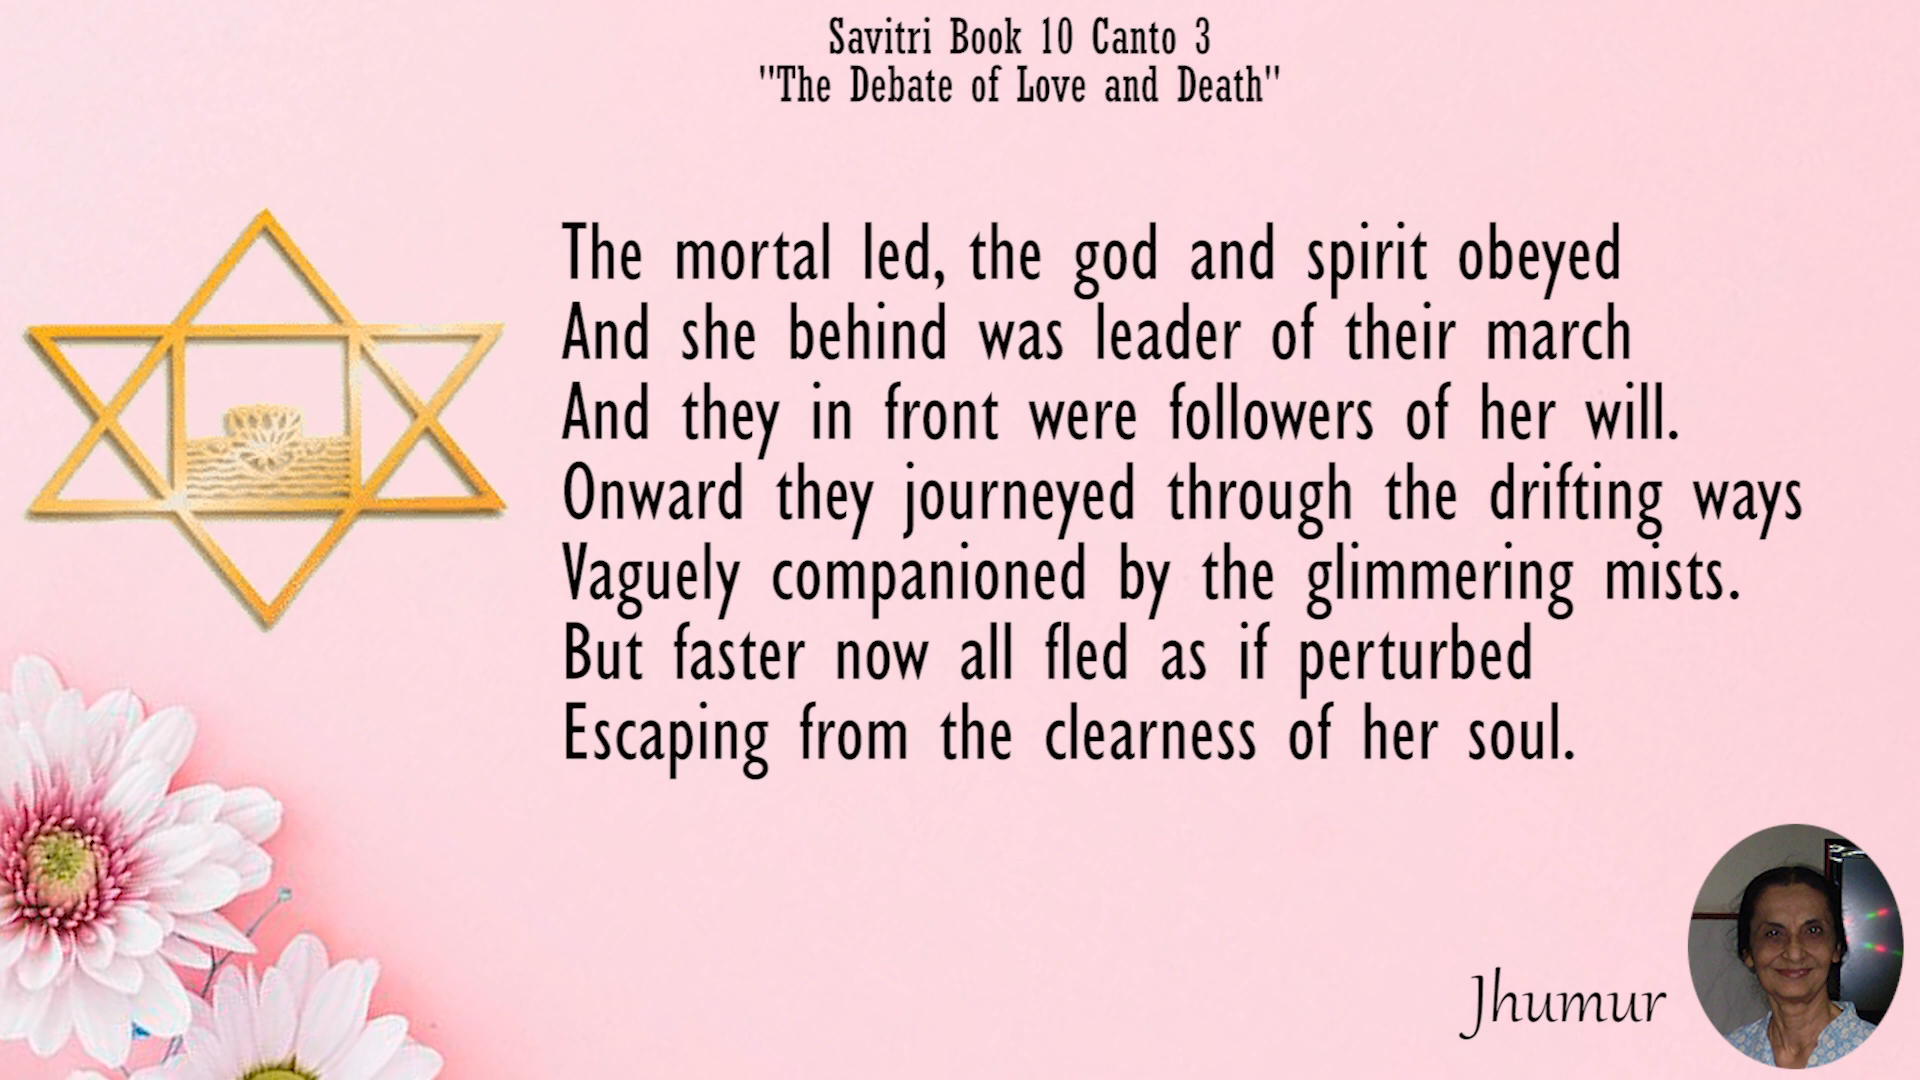 Savitri Book 10 Canto 3
"The Debate of Love and Death"
The mortal led, the god and spirit obeyed
And she behind was leader of their march
And they in front were followers of her will.
Onward they journeyed through the drifting ways
Vaguely companioned by the glimmering mists.
But faster now all fled as if perturbed
Escaping from the clearness of her soul.
Jhumur